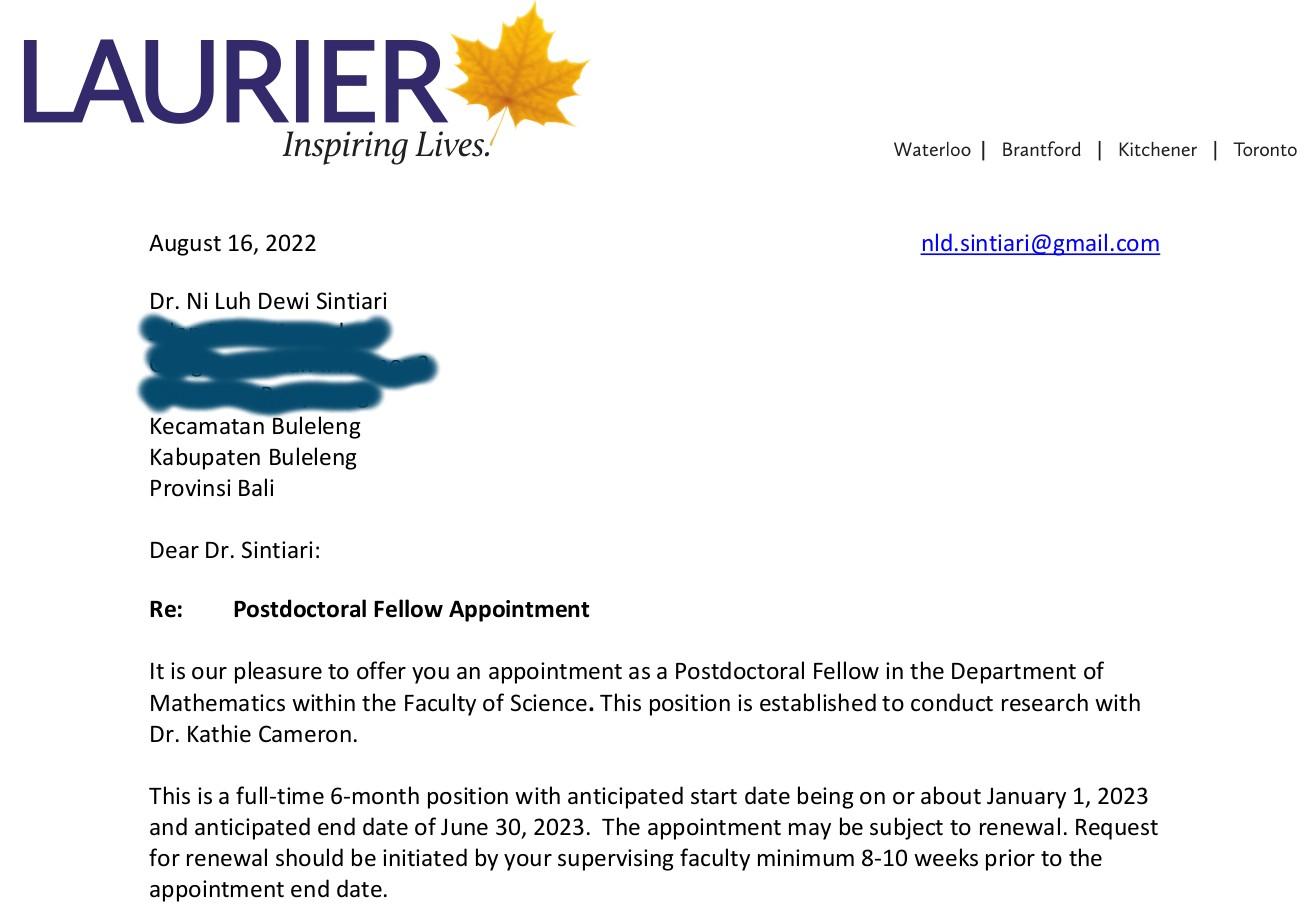 LAURIER
Inspiring Lives.
Waterloo | Brantford | Kitchener | Toronto
August 16, 2022 nld.sintiari@gmail.com
Dr. Ni Luh Dewi Sintiari
Kecamatan Buleleng
Kabupaten Buleleng
Provinsi Bali
Dear Dr. Sintiari:
Re: Postdoctoral Fellow Appointment
It is our pleasure to offer you an appointment as a Postdoctoral Fellow in the Department of
Mathematics within the Faculty of Science. This position is established to conduct research with
Dr. Kathie Cameron.
This is a full-time 6-month position with anticipated start date being on or about January 1, 2023
and anticipated end date of June 30, 2023. The appointment may be subject to renewal. Request
for renewal should be initiated by your supervising faculty minimum 8-10 weeks prior to the
appointment end date.